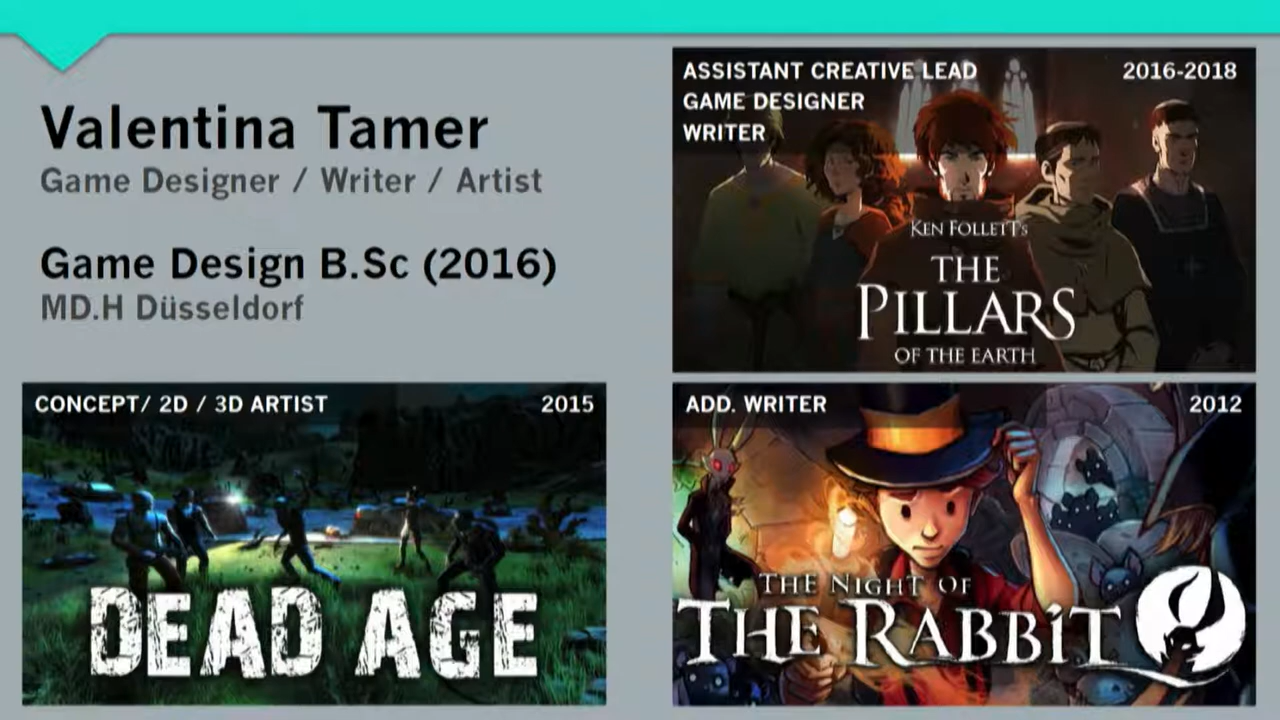 Valentina Tamer
Game Designer / Writer / Artist
Game Design B.Sc (2016)
MD.H Düsseldorf
ASSISTANT CREATIVE LEAD
2016-2018
GAME DESIGNER
WRITER
KEN FOLLETT'S
THE
PILLARS
OF THE EARTH
CONCEPT/ 2D / 3D ARTIST
2015
DEAD AGE
ADD. WRITER
2012
THE NIGHT OF
THE RABBiT